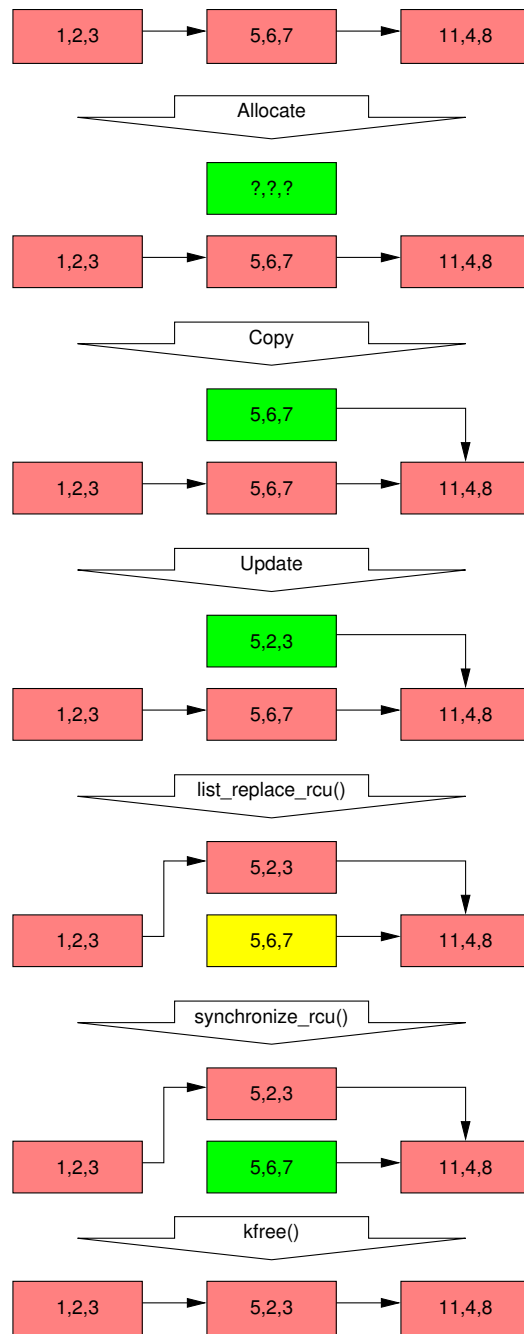 1,2,3 5,6,7 11,4,8
Allocate
?,?,?
1,2,3 5,6,7 11,4,8
Copy
5,6,7
1,2,3 5,6,7 11,4,8
Update
5,2,3
1,2,3 5,6,7 11,4,8
list_replace_rcu()
5,2,3
1,2,3 5,6,7 11,4,8
synchronize_rcu()
5,2,3
1,2,3 5,6,7 11,4,8
kfree()
1,2,3 5,2,3 11,4,8